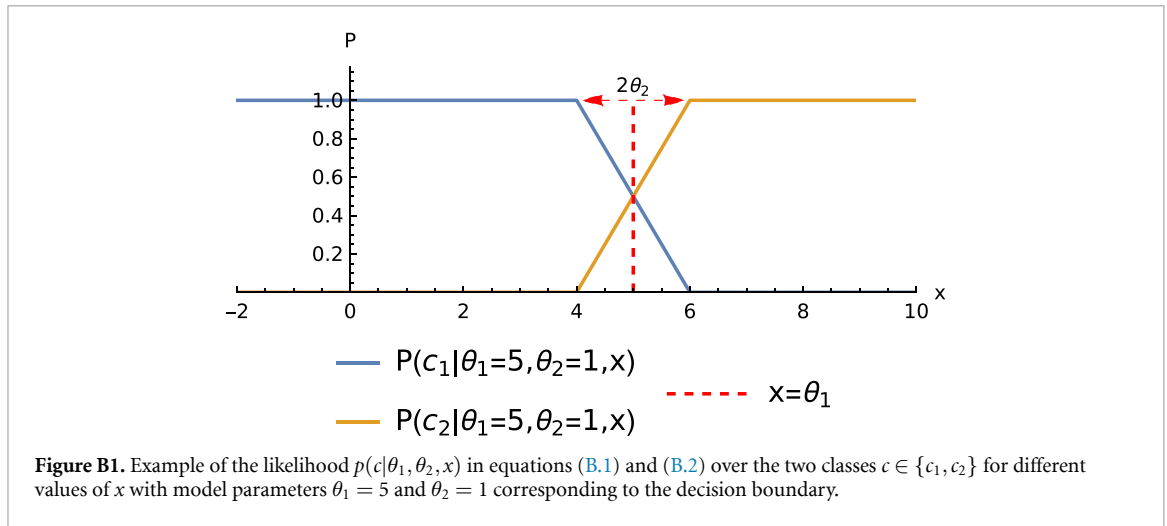 P
2θ₂
1.0
0.8
0.6
0.4
0.2
x
−2 0 2 4 6 8 10
P(c₁|θ₁=5,θ₂=1,x)
x=θ₁
P(c₂|θ₁=5,θ₂=1,x)
Figure B1. Example of the likelihood p(c|θ₁,θ₂,x) in equations (B.1) and (B.2) over the two classes c ∈ {c₁,c₂} for different
values of x with model parameters θ₁ = 5 and θ₂ = 1 corresponding to the decision boundary.